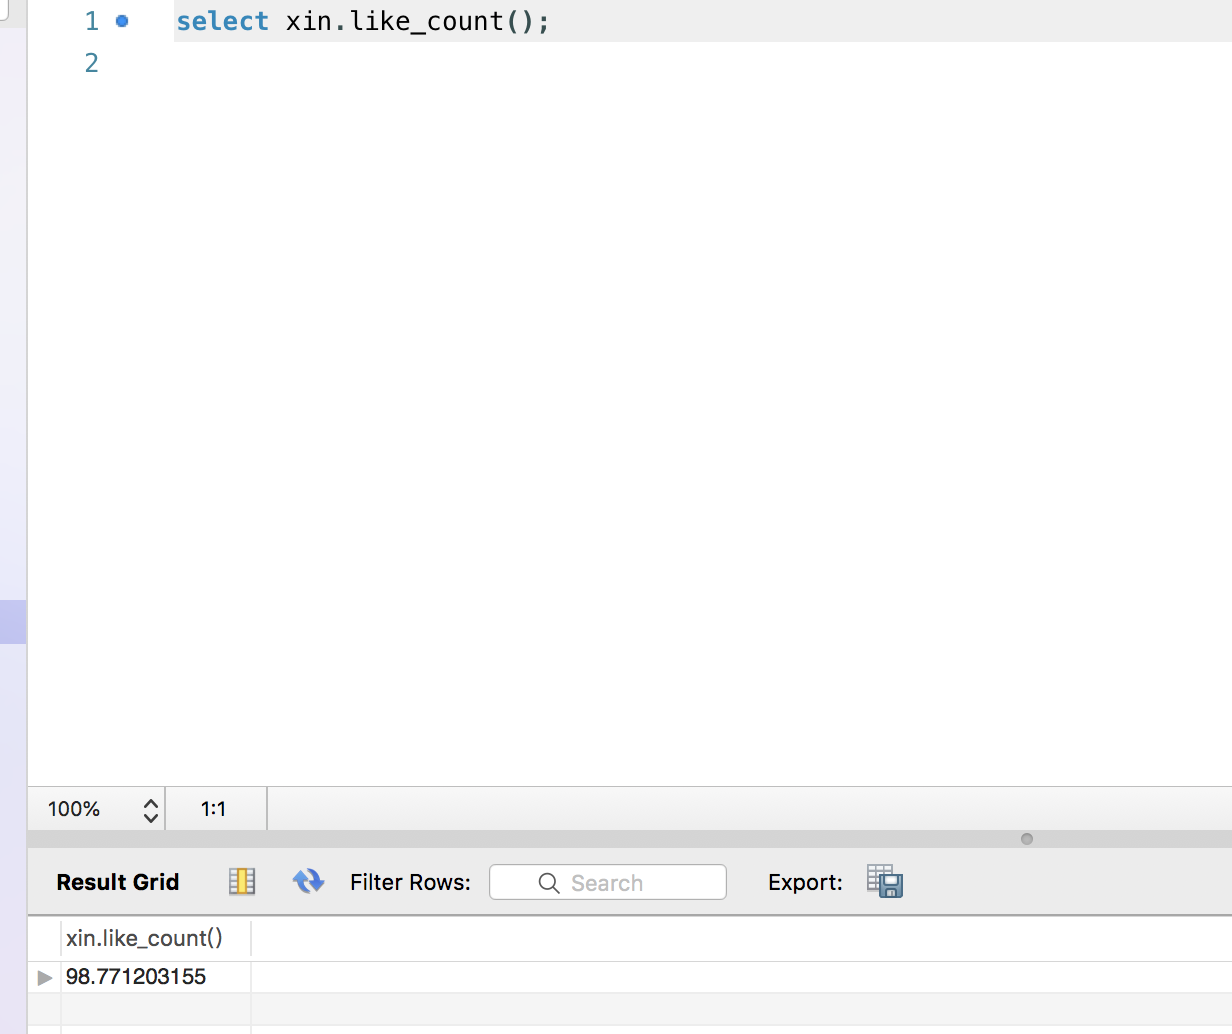 1 select xin.like_count();
2
100% 1:1
Result Grid Filter Rows: Search Export:
xin.like_count()
98.771203155